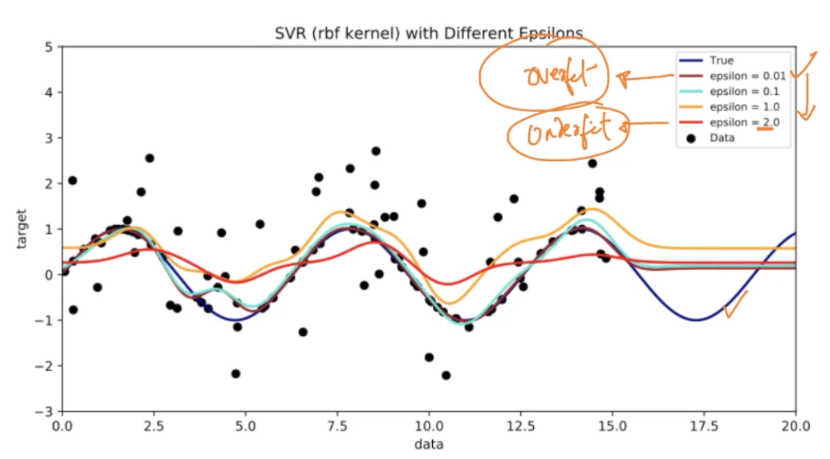 SVR (rbf kernel) with Different Epsilons
5
4
3
2
1
0
−1
−2
−3
target
overfit
underfit
True
epsilon = 0.01
epsilon = 0.1
epsilon = 1.0
epsilon = 2.0
Data
0.0 2.5 5.0 7.5 10.0 12.5 15.0 17.5 20.0
data